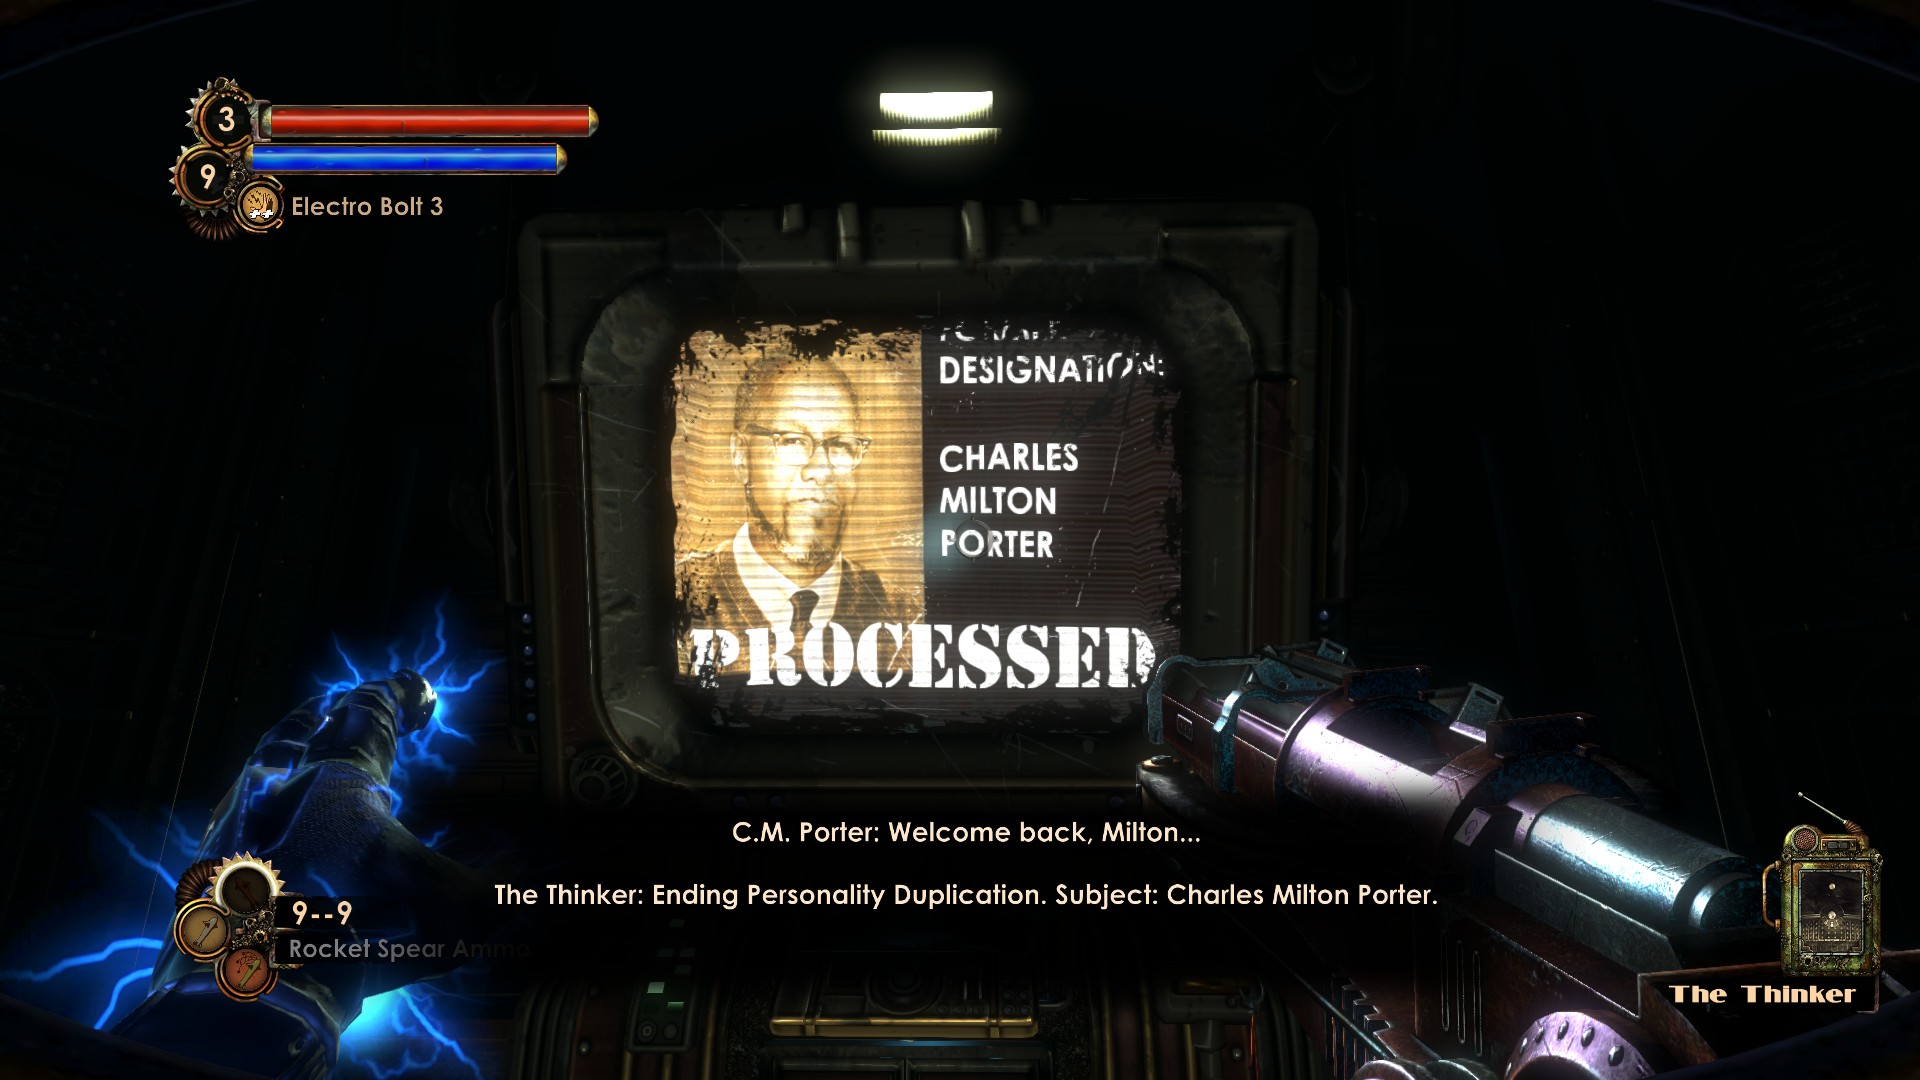 3
9
Electro Bolt 3
DESIGNATION:
CHARLES
MILTON
PORTER
PROCESSED
C.M. Porter: Welcome back, Milton...
The Thinker: Ending Personality Duplication. Subject: Charles Milton Porter.
9--9
Rocket Spear Ammo
The Thinker